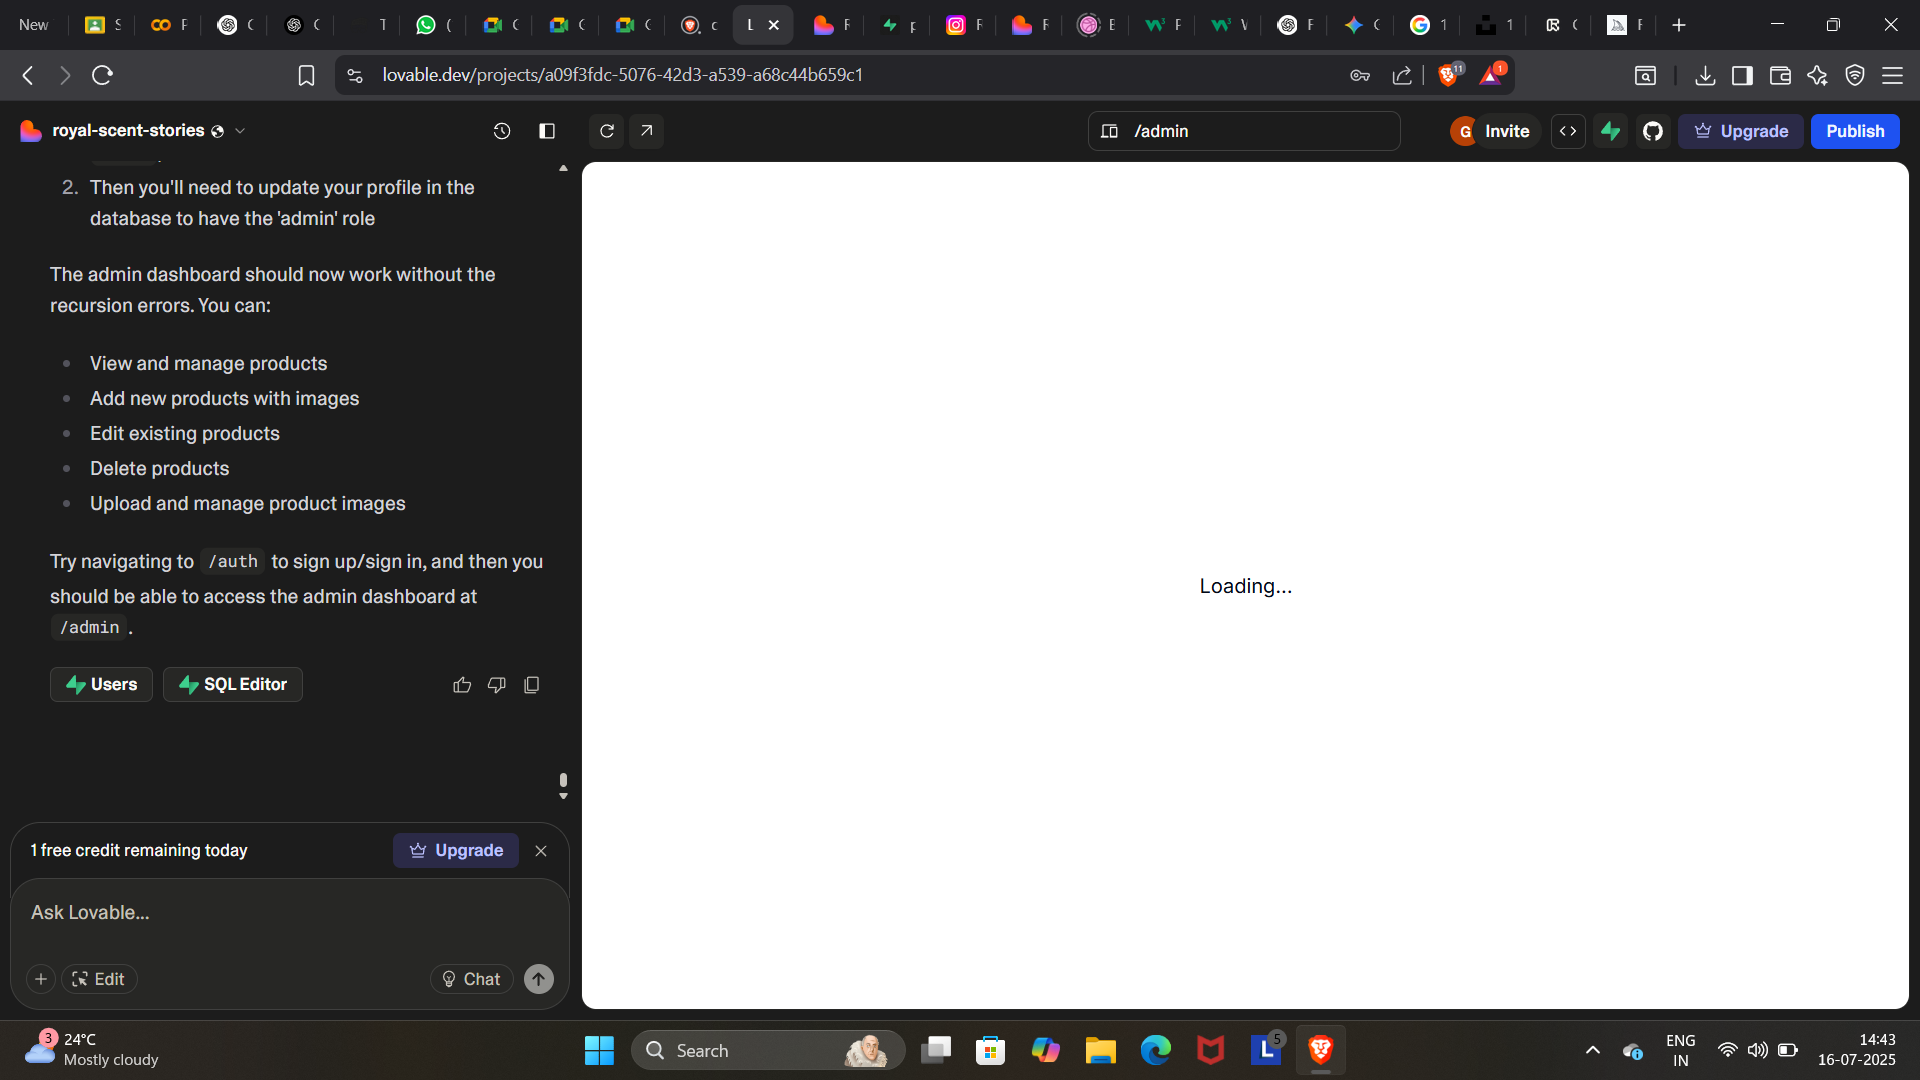 New
lovable.dev/projects/a09f3fdc-5076-42d3-a539-a68c44b659c1
11
1
royal-scent-stories
/admin
G
Invite
Upgrade
Publish
2. Then you'll need to update your profile in the
database to have the 'admin' role
The admin dashboard should now work without the
recursion errors. You can:
View and manage products
Add new products with images
Edit existing products
Delete products
Upload and manage product images
Try navigating to /auth to sign up/sign in, and then you
should be able to access the admin dashboard at
/admin .
Users
SQL Editor
Loading...
1 free credit remaining today
Upgrade
Ask Lovable...
Edit
Chat
3
24°C
Mostly cloudy
Search
L
5
ENG
IN
14:43
16-07-2025